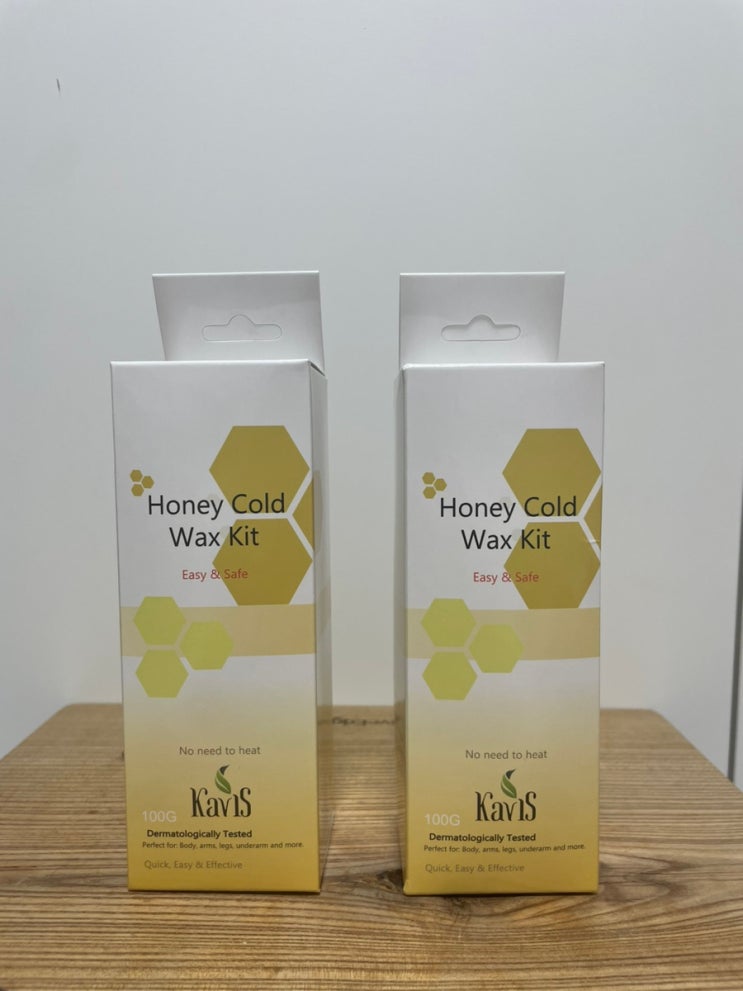 Honey Cold
Wax Kit
Easy & Safe
No need to heat
KaviS
100G
Dermatologically Tested
Perfect for: Body, arms, legs, underarm and more.
Quick, Easy & Effective
Honey Cold
Wax Kit
Easy & Safe
No need to heat
KaviS
100G
Dermatologically Tested
Perfect for: Body, arms, legs, underarm and more.
Quick, Easy & Effective